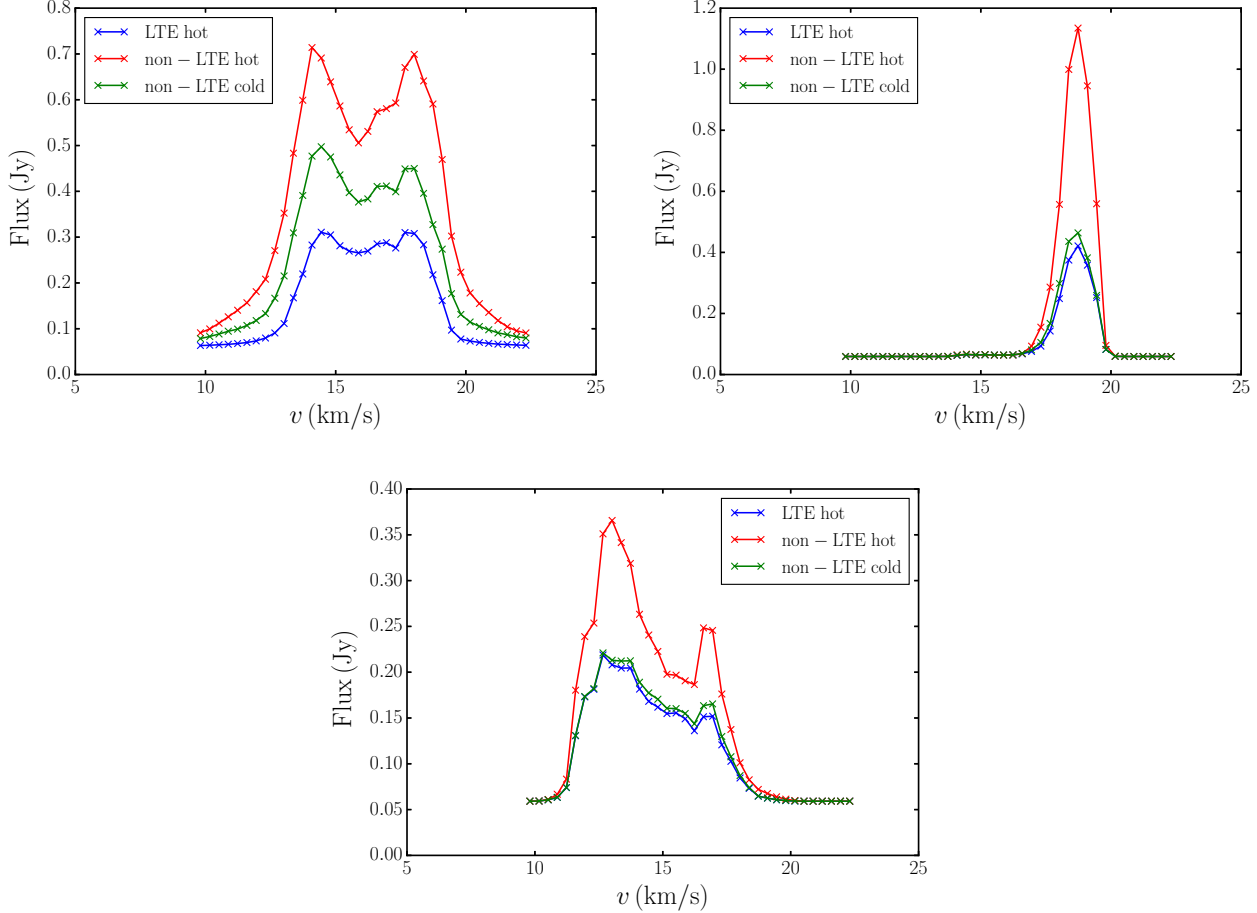 0.8
0.7
0.6
0.5
0.4
0.3
0.2
0.1
0.0
Flux (Jy)
LTE hot
non − LTE hot
non − LTE cold
5 10 15 20 25
v (km/s)
1.2
1.0
0.8
0.6
0.4
0.2
0.0
Flux (Jy)
LTE hot
non − LTE hot
non − LTE cold
5 10 15 20 25
v (km/s)
0.40
0.35
0.30
0.25
0.20
0.15
0.10
0.05
0.00
Flux (Jy)
LTE hot
non − LTE hot
non − LTE cold
5 10 15 20 25
v (km/s)